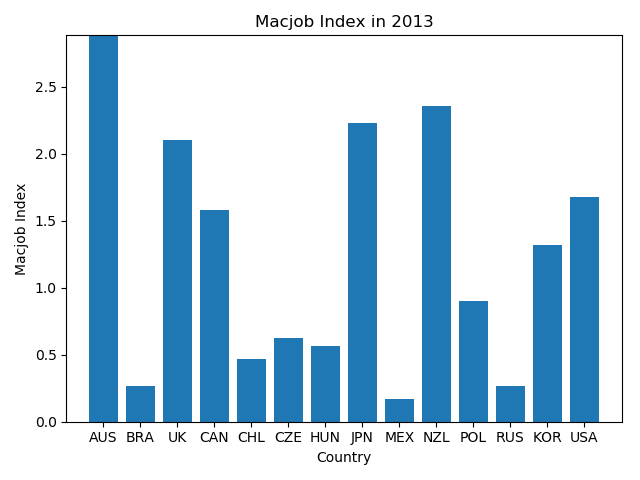 Macjob Index in 2013
Macjob Index
2.5
2.0
1.5
1.0
0.5
0.0
AUS BRA UK CAN CHL CZE HUN JPN MEX NZL POL RUS KOR USA
Country